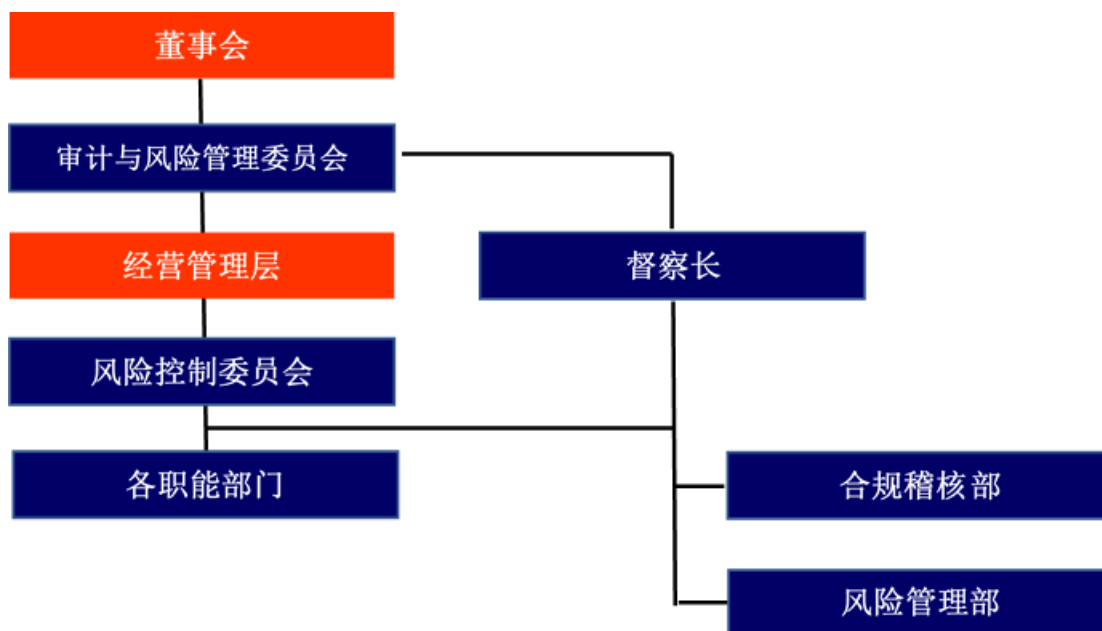 董事会
审计与风险管理委员会
经营管理层
督察长
风险控制委员会
各职能部门
合规稽核部
风险管理部